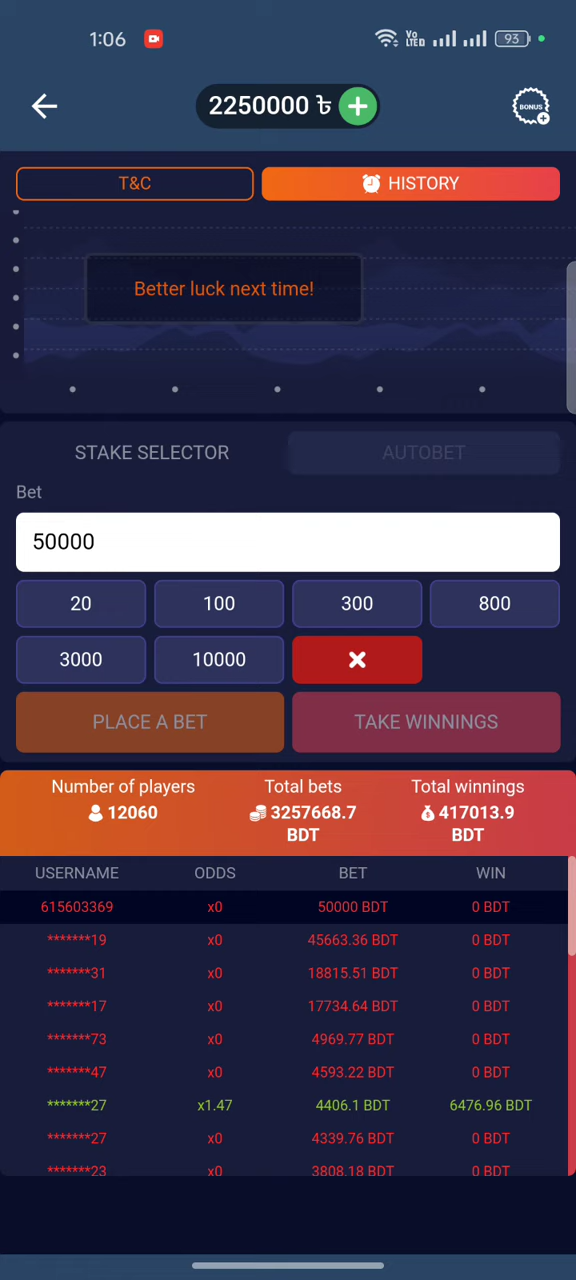 1:06
Vo
LTE
93
2250000 ৳
BONUS
T&C
HISTORY
Better luck next time!
STAKE SELECTOR
AUTOBET
Bet
50000
20 100 300 800
3000 10000
PLACE A BET
TAKE WINNINGS
Number of players Total bets Total winnings
12060 3257668.7 417013.9
BDT BDT
USERNAME ODDS BET WIN
615603369 x0 50000 BDT 0 BDT
*******19 x0 45663.36 BDT 0 BDT
*******31 x0 18815.51 BDT 0 BDT
*******17 x0 17734.64 BDT 0 BDT
*******73 x0 4969.77 BDT 0 BDT
*******47 x0 4593.22 BDT 0 BDT
*******27 x1.47 4406.1 BDT 6476.96 BDT
*******27 x0 4339.76 BDT 0 BDT
*******23 x0 3808.18 BDT 0 BDT